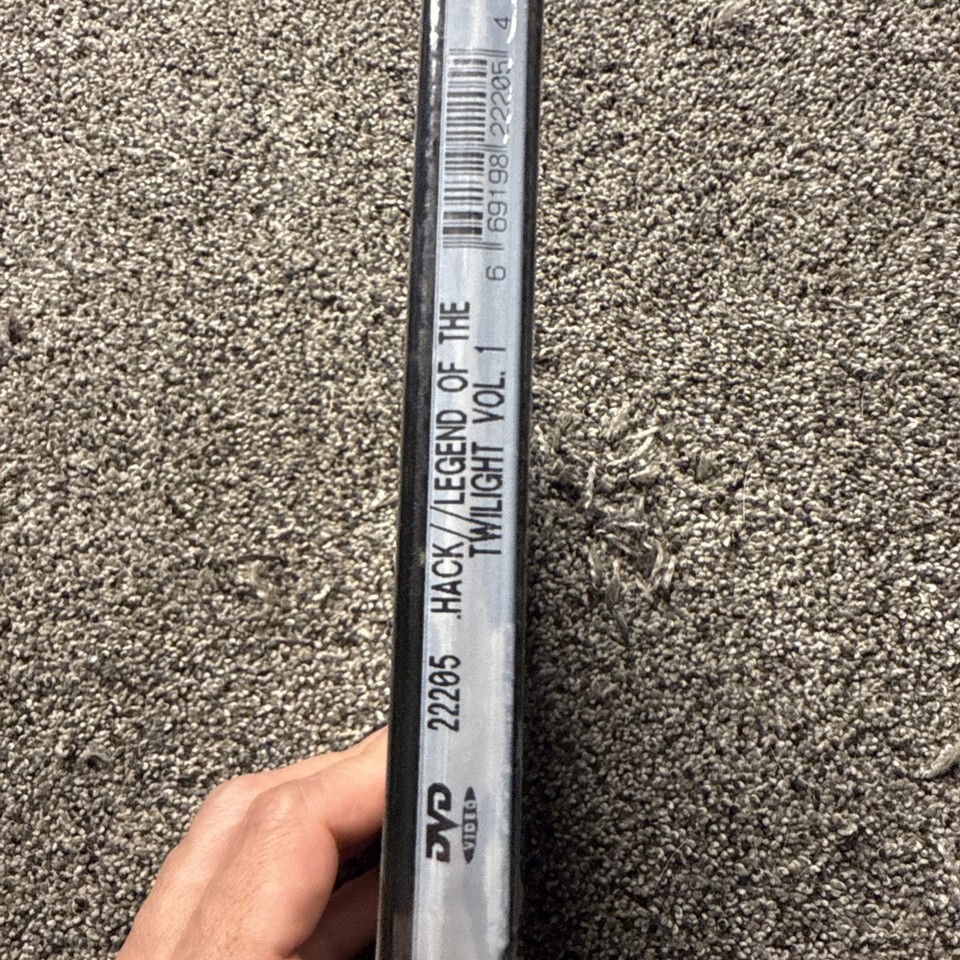 DVD
VIDEO
22205 .HACK//LEGEND OF THE
TWILIGHT VOL. 1
6 69198 22205 4